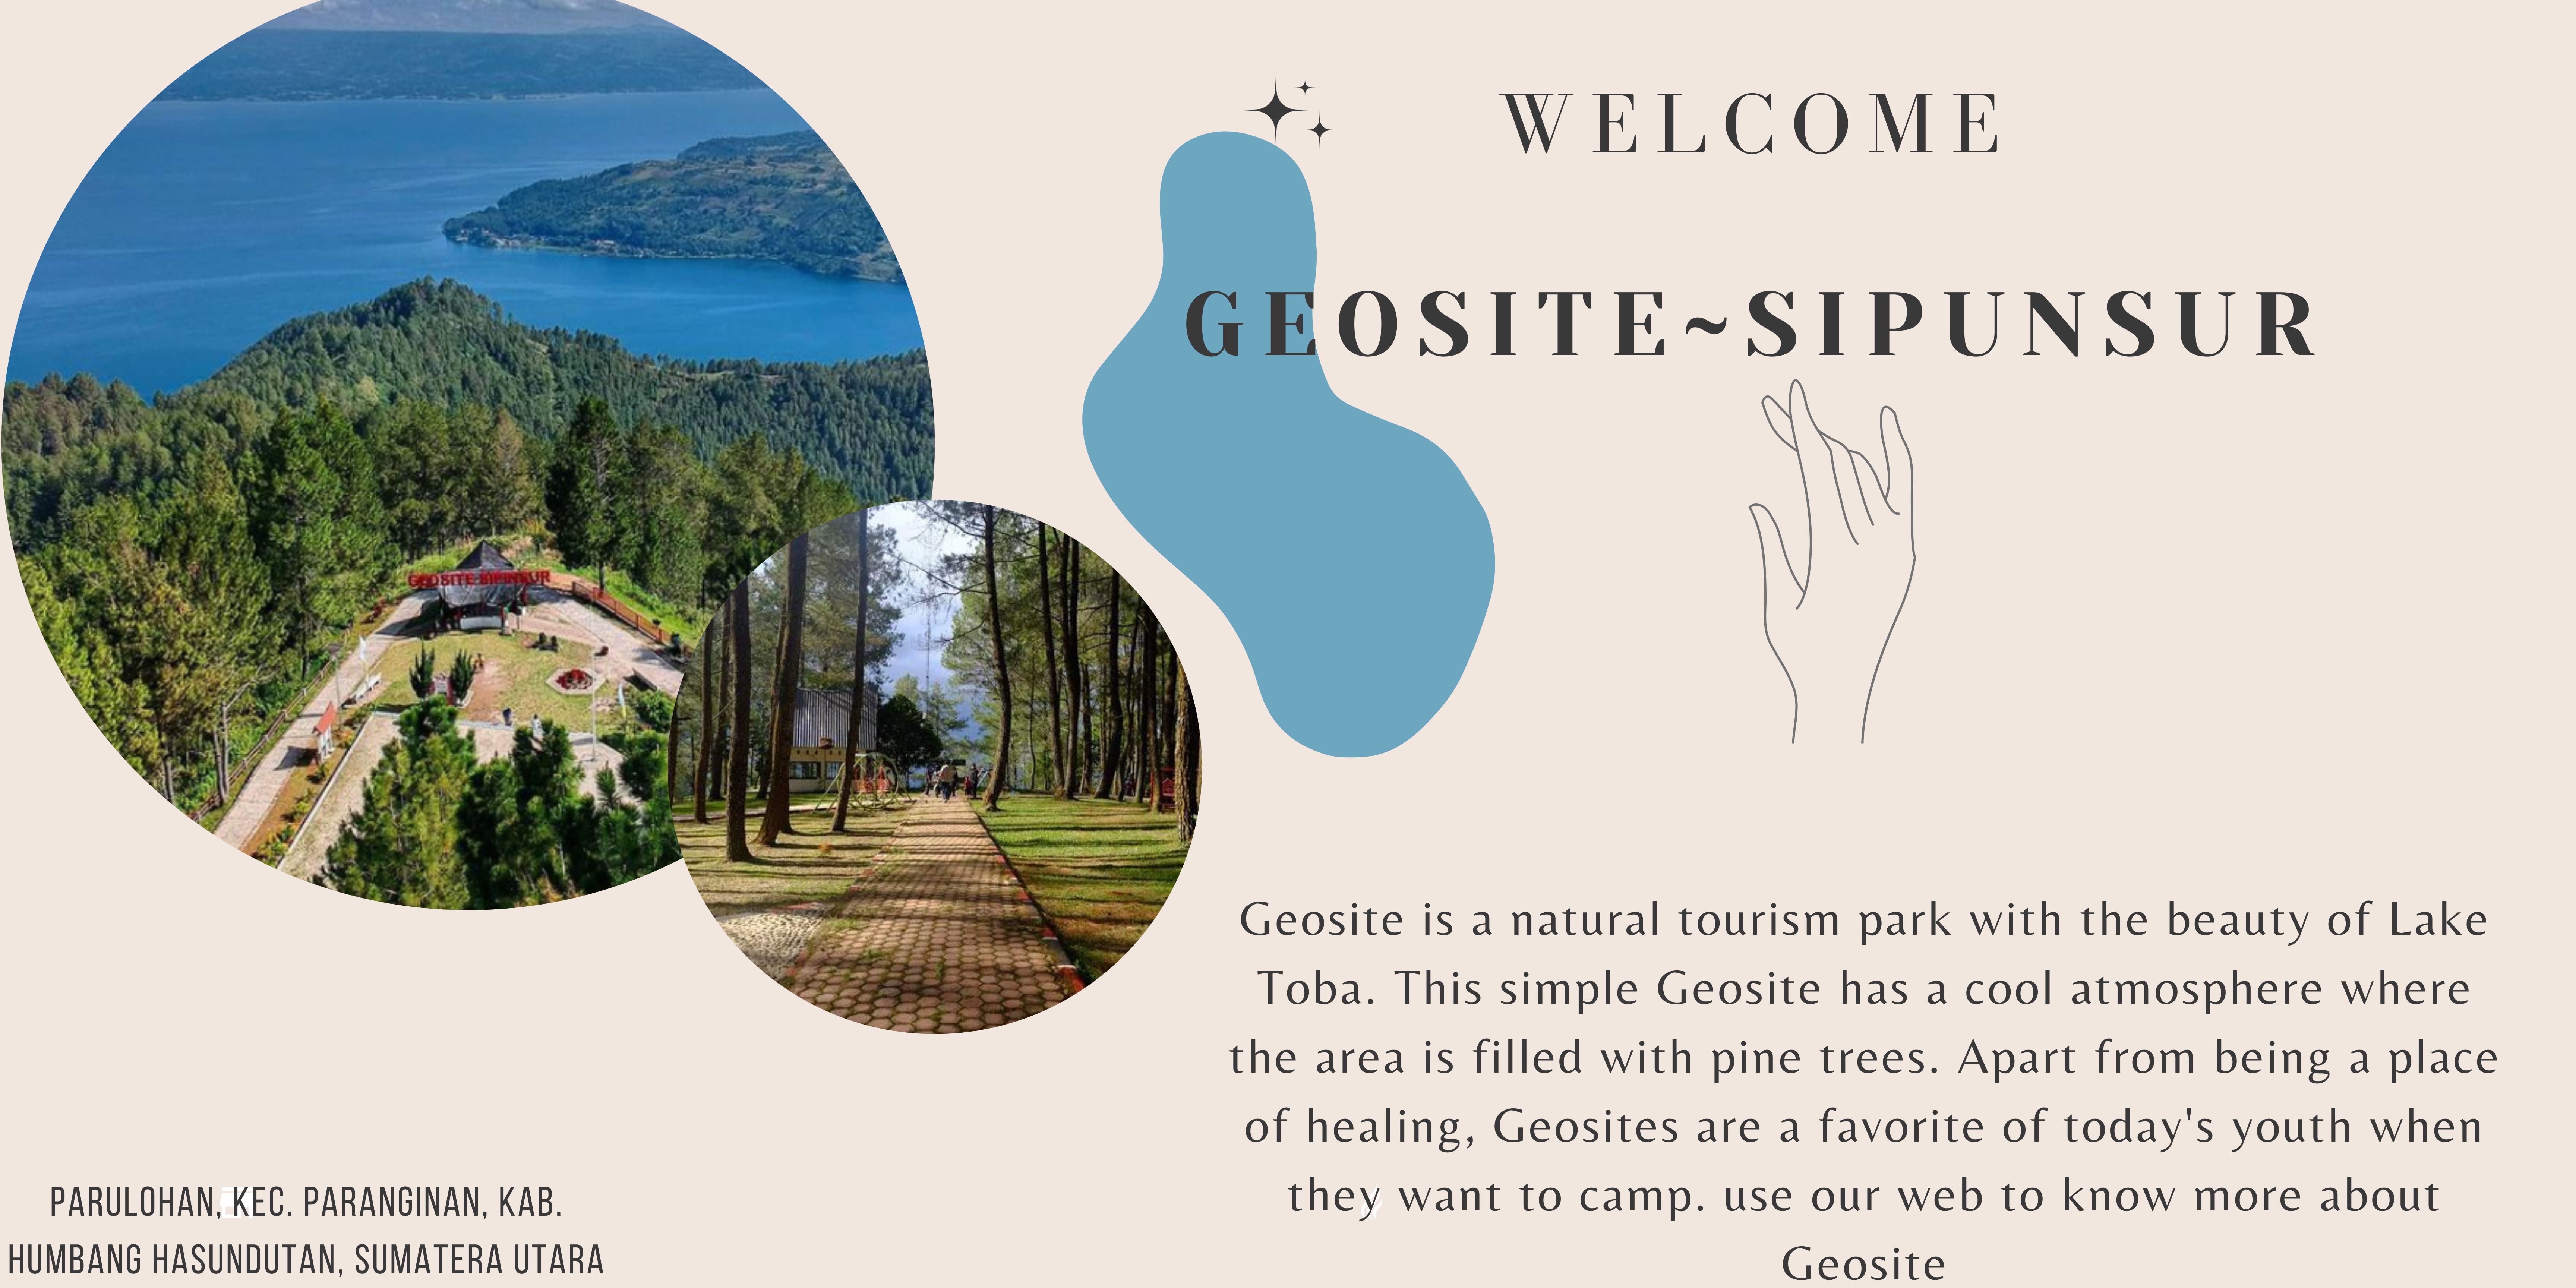 WELCOME
GEOSITE~SIPUNSUR
GEOSITE SIPINSUR
Geosite is a natural tourism park with the beauty of Lake
Toba. This simple Geosite has a cool atmosphere where
the area is filled with pine trees. Apart from being a place
of healing, Geosites are a favorite of today's youth when
they want to camp. use our web to know more about
Geosite
PARULOHAN, KEC. PARANGINAN, KAB.
HUMBANG HASUNDUTAN, SUMATERA UTARA